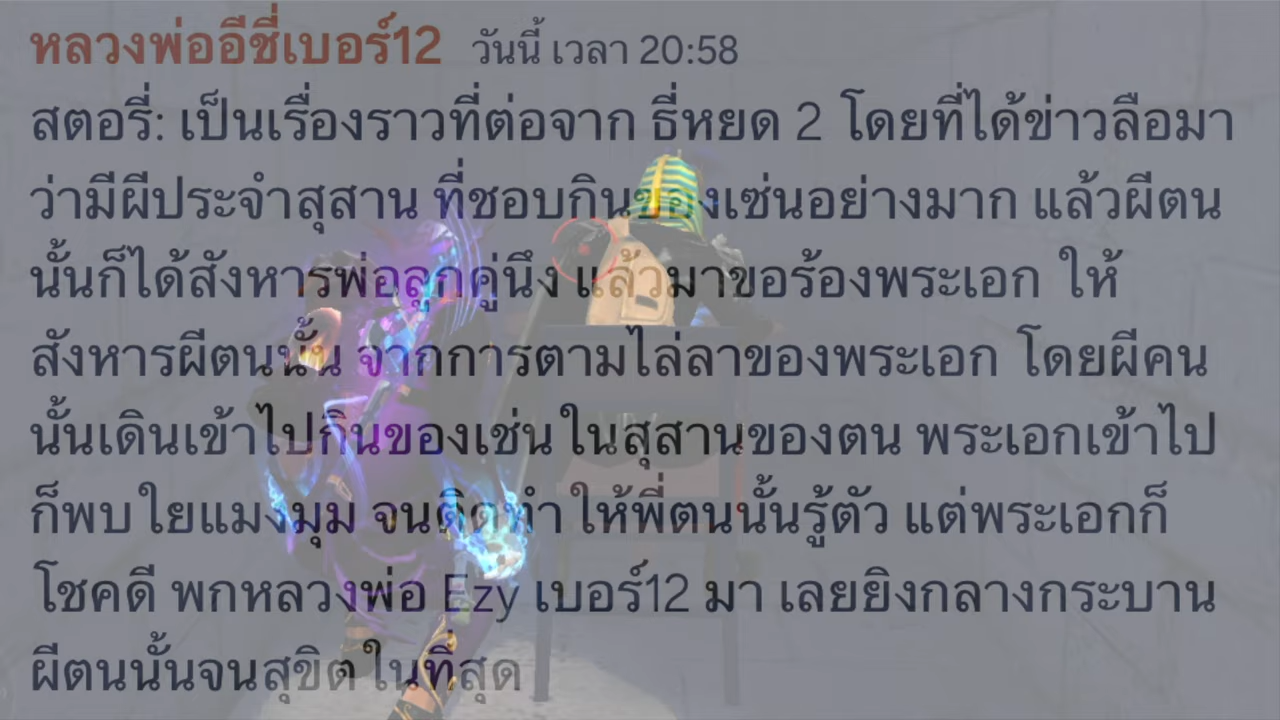 หลวงพ่ออีซี่เบอร์12 วันนี้ เวลา 20:58
สตอรี่: เป็นเรื่องราวที่ต่อจาก ธี่หยด 2 โดยที่ได้ข่าวลือมา
ว่ามีผีประจำสุสาน ที่ชอบกินของเซ่นอย่างมาก แล้วผีตน
นั้นก็ได้สังหารพ่อลูกคู่นึง แล้วมาขอร้องพระเอก ให้
สังหารผีตนนั้น จากการตามไล่ลาของพระเอก โดยผีคน
นั้นเดินเข้าไปกินของเซ่น ในสุสานของตน พระเอกเข้าไป
ก็พบใยแมงมุม จนติดทำให้พี่ตนนั้นรู้ตัว แต่พระเอกก็
โชคดี พกหลวงพ่อ Ezy เบอร์12 มา เลยยิงกลางกระบาน
ผีตนนั้นจนสุขิตในที่สุด